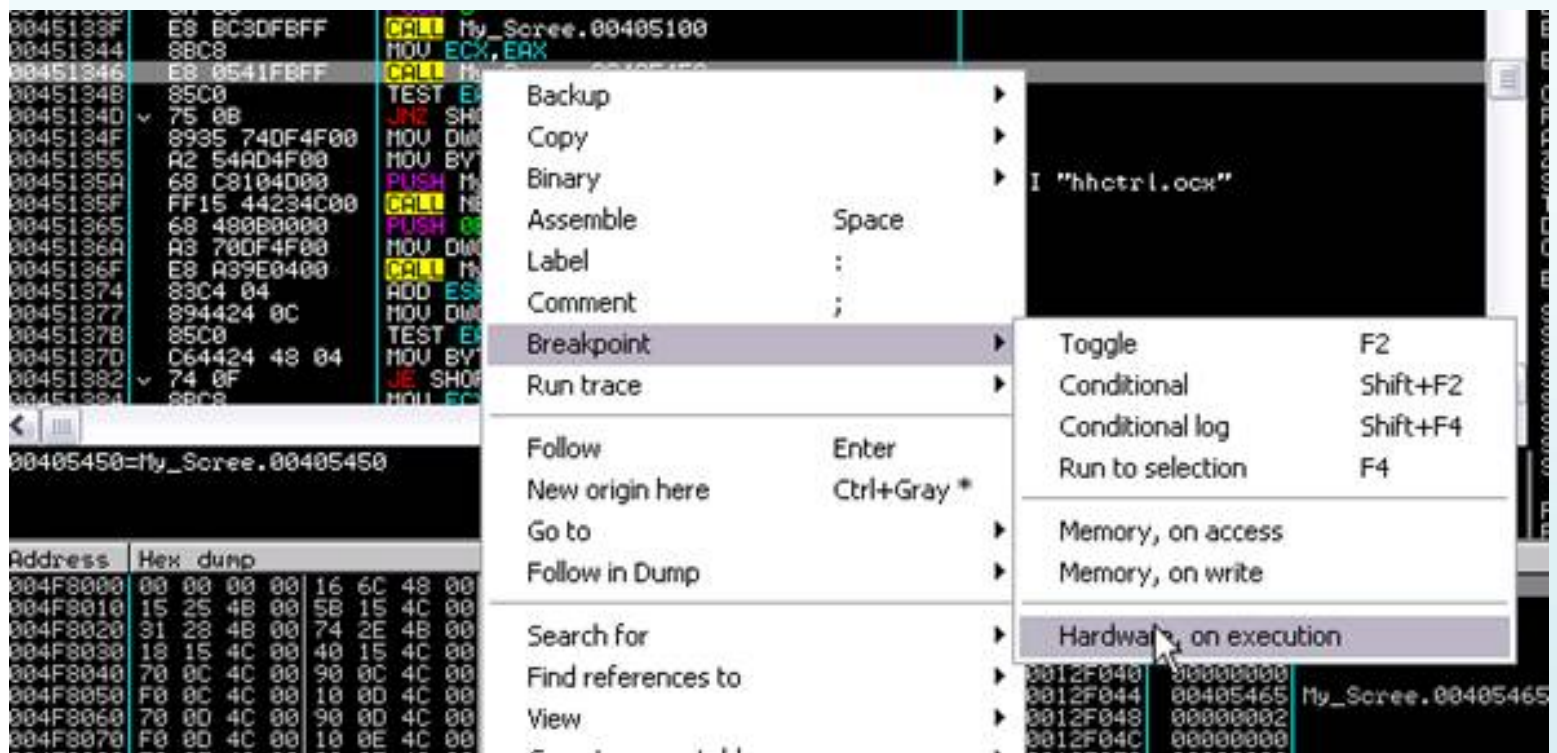 0045133F E8 BC3DFBFF CALL My_Scree.00405100
00451344 8BC8 MOV ECX,EAX
00451346 E8 0541FBFF CALL
0045134B 85C0 TEST
0045134D 75 0B JNZ
0045134F 8935 74DF4F00 MOV
00451355 A2 54AD4F00 MOV
0045135A 68 C8104D00 PUSH I "hhctrl.ocx"
0045135F FF15 44234C00 CALL
00451365 68 480B0000 PUSH
0045136A A3 70DF4F00 MOV
0045136F E8 A39E0400 CALL
00451374 83C4 04 ADD
00451377 894424 0C MOV
0045137B 85C0 TEST
0045137D C64424 48 04 MOV
00451382 74 0F JE
00405450=My_Scree.00405450
Address Hex dump
004F8000 00 00 00 00 16 6C 48 00
004F8010 15 25 4B 00 5B 15 4C 00
004F8020 31 28 4B 00 74 2E 4B 00
004F8030 18 15 4C 00 40 15 4C 00
004F8040 70 0C 4C 00 90 0C 4C 00
004F8050 F0 0C 4C 00 10 0D 4C 00
004F8060 70 0D 4C 00 90 0D 4C 00
004F8070 F0 0D 4C 00 10 0E 4C 00
Backup
Copy
Binary
Assemble Space
Label :
Comment ;
Breakpoint
Run trace
Follow Enter
New origin here Ctrl+Gray *
Go to
Follow in Dump
Search for
Find references to
View
Toggle F2
Conditional Shift+F2
Conditional log Shift+F4
Run to selection F4
Memory, on access
Memory, on write
Hardware, on execution
0012F040 00000000
0012F044 00405465 My_Scree.00405465
0012F048 00000002
0012F04C 00000000